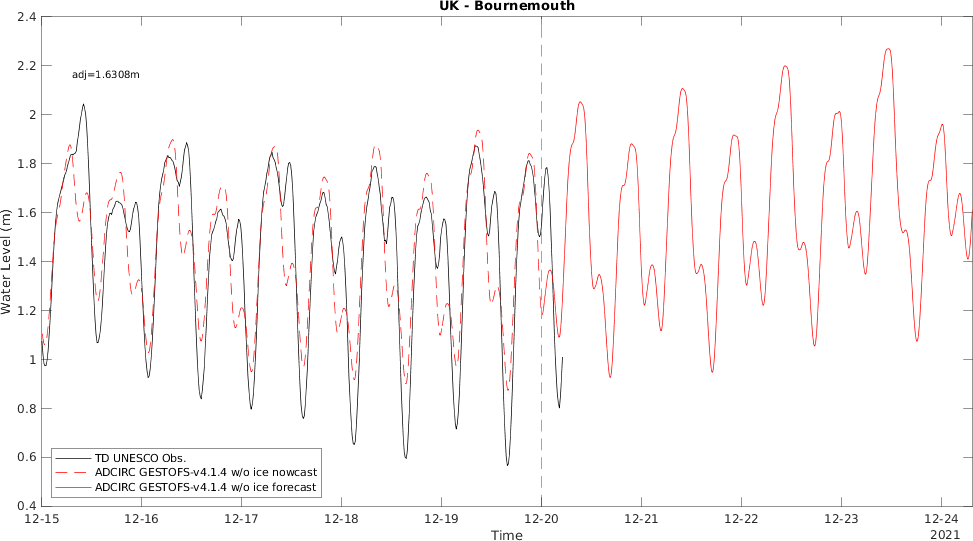 UK - Bournemouth
2.4
2.2
2
1.8
1.6
1.4
1.2
1
0.8
0.6
0.4
Water Level (m)
adj=1.6308m
TD UNESCO Obs.
ADCIRC GESTOFS-v4.1.4 w/o ice nowcast
ADCIRC GESTOFS-v4.1.4 w/o ice forecast
12-15 12-16 12-17 12-18 12-19 12-20 12-21 12-22 12-23 12-24
Time
2021